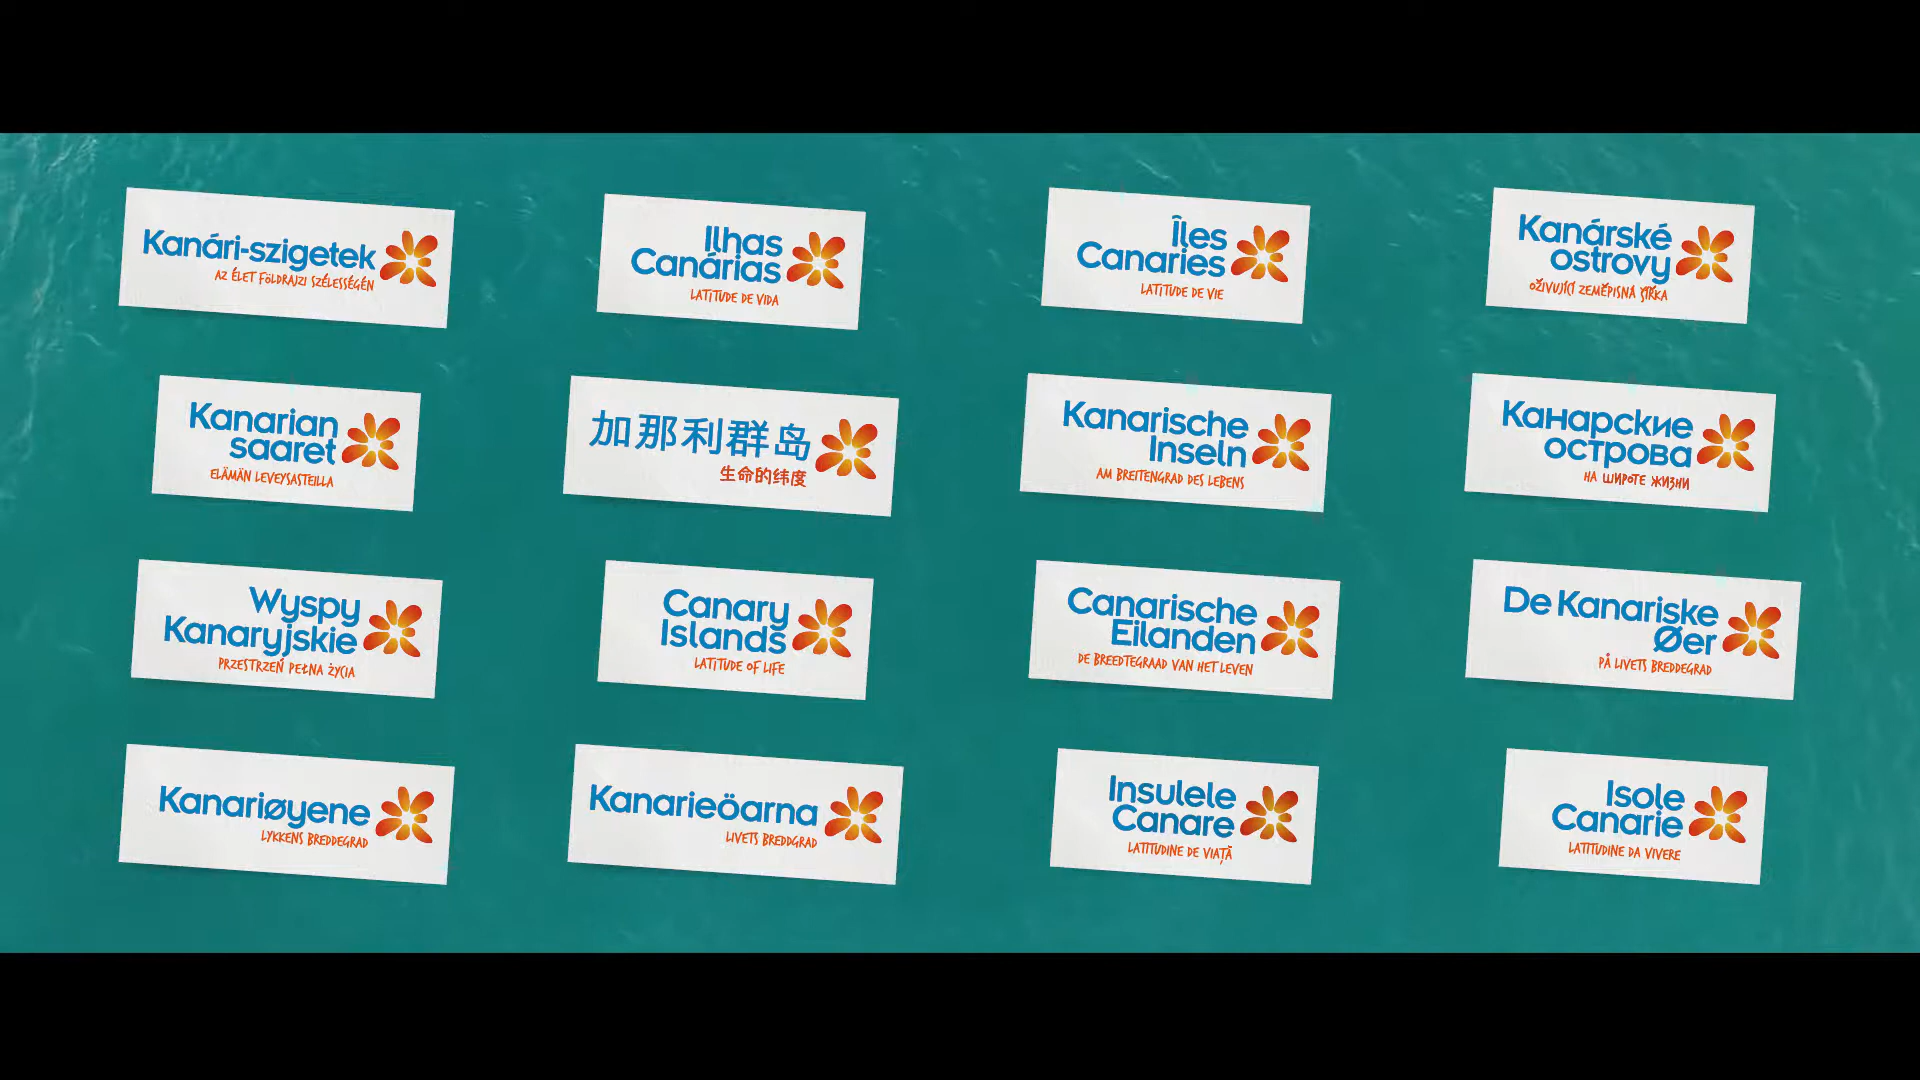 Kanári-szigetek
AZ ÉLET FÖLDRAJZI SZÉLESSÉGÉN
Ilhas
Canárias
LATITUDE DE VIDA
Îles
Canaries
LATITUDE DE VIE
Kanárské
ostrovy
OŽIVUJÍCÍ ZEMĚPISNÁ ŠÍŘKA
Kanarian
saaret
ELÄMÄN LEVEYSASTEILLA
加那利群岛
生命的纬度
Kanarische
Inseln
AM BREITENGRAD DES LEBENS
Канарские
острова
НА ШИРОТЕ ЖИЗНИ
Wyspy
Kanaryjskie
PRZESTRZEŃ PEŁNA ŻYCIA
Canary
Islands
LATITUDE OF LIFE
Canarische
Eilanden
DE BREEDTEGRAAD VAN HET LEVEN
De Kanariske
Øer
PÅ LIVETS BREDDEGRAD
Kanariøyene
LYKKENS BREDDEGRAD
Kanarieöarna
LIVETS BREDDGRAD
Insulele
Canare
LATITUDINE DE VIAȚĂ
Isole
Canarie
LATITUDINE DA VIVERE